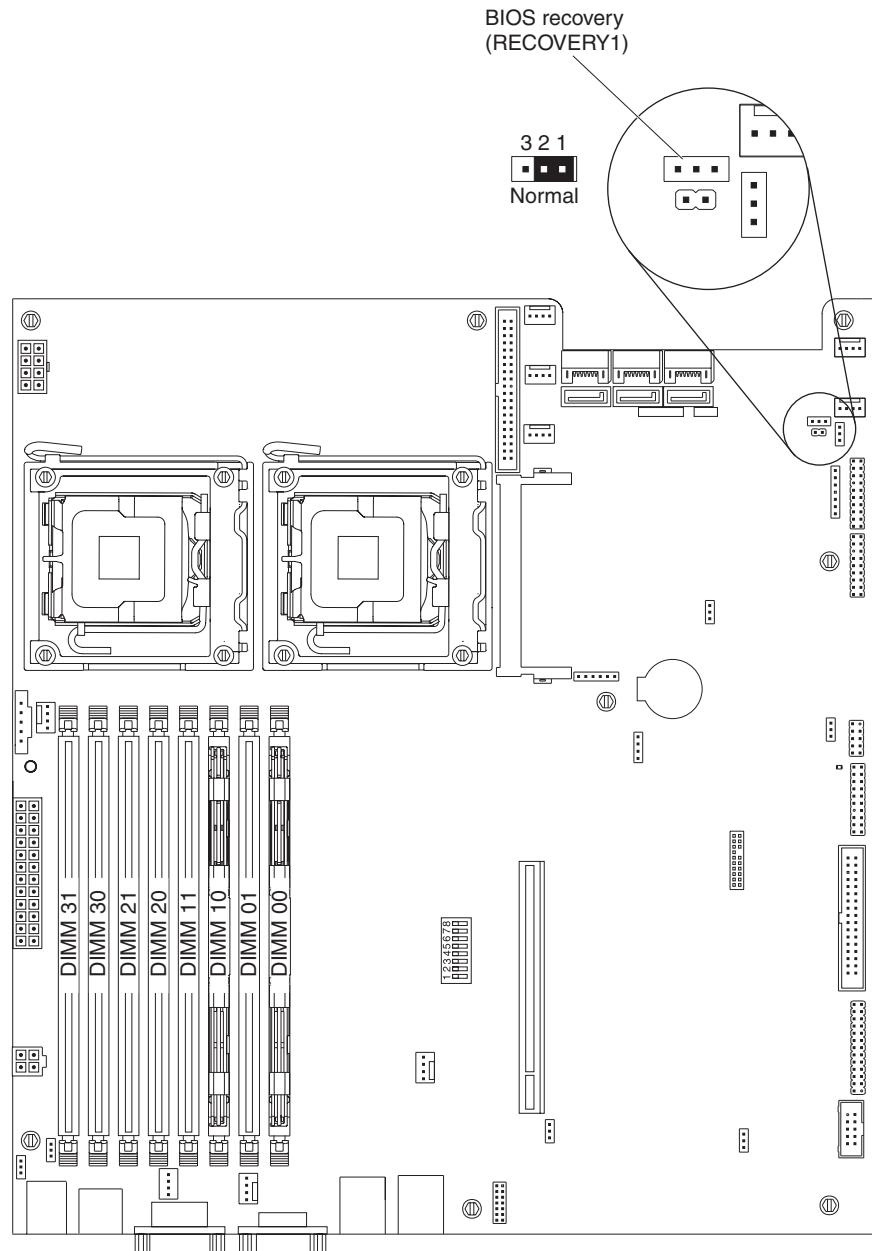 BIOS recovery
(RECOVERY1)
3 2 1
Normal
DIMM 31
DIMM 30
DIMM 21
DIMM 20
DIMM 11
DIMM 10
DIMM 01
DIMM 00
12345678